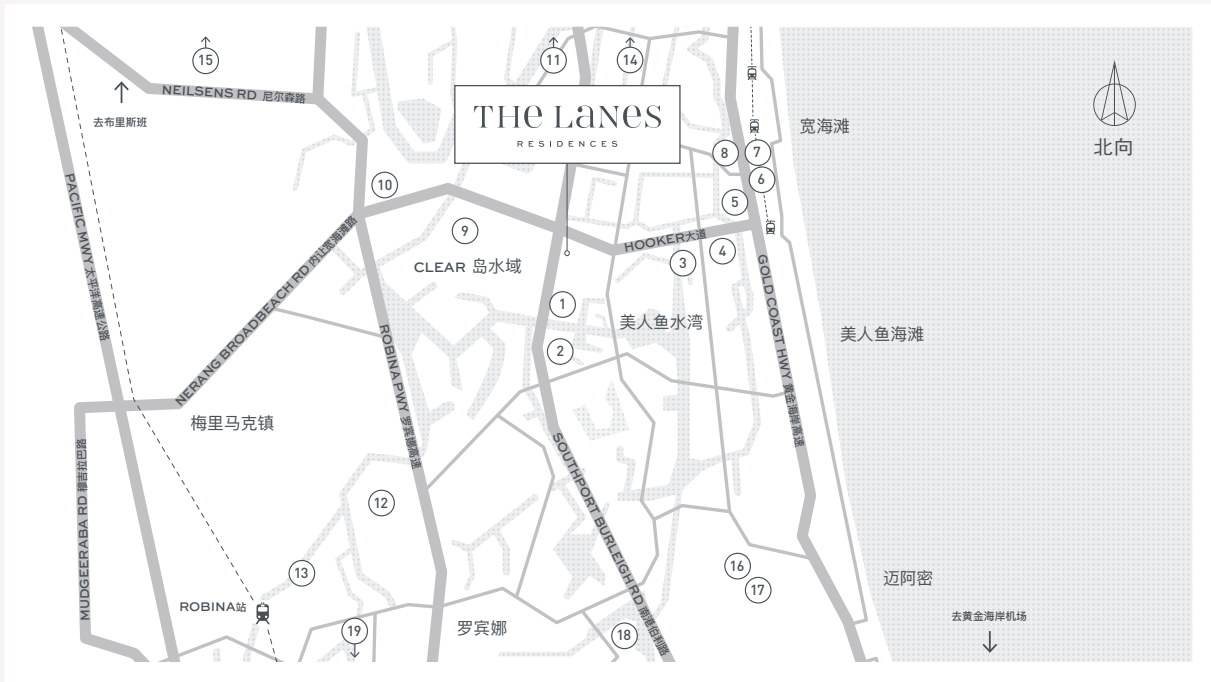 15
11
14
NEILSENS RD 尼尔森路
去布里斯班
THE LANES
RESIDENCES
宽海滩
北向
8
7
6
5
10
9
PACIFIC MWY 太平洋高速公路
NERANG BROADBEACH RD 内让宽海滩路
HOOKER大道
4
3
CLEAR 岛水域
GOLD COAST HWY 黄金海岸高速
1
美人鱼水湾
美人鱼海滩
2
ROBINA PWY 罗宾娜高速
梅里马克镇
MUDGEERABA RD 穆吉拉巴路
SOUTHPORT BURLEIGH RD 南港伯利路
12
13
16
17
迈阿密
ROBINA站
去黄金海岸机场
19
罗宾娜
18